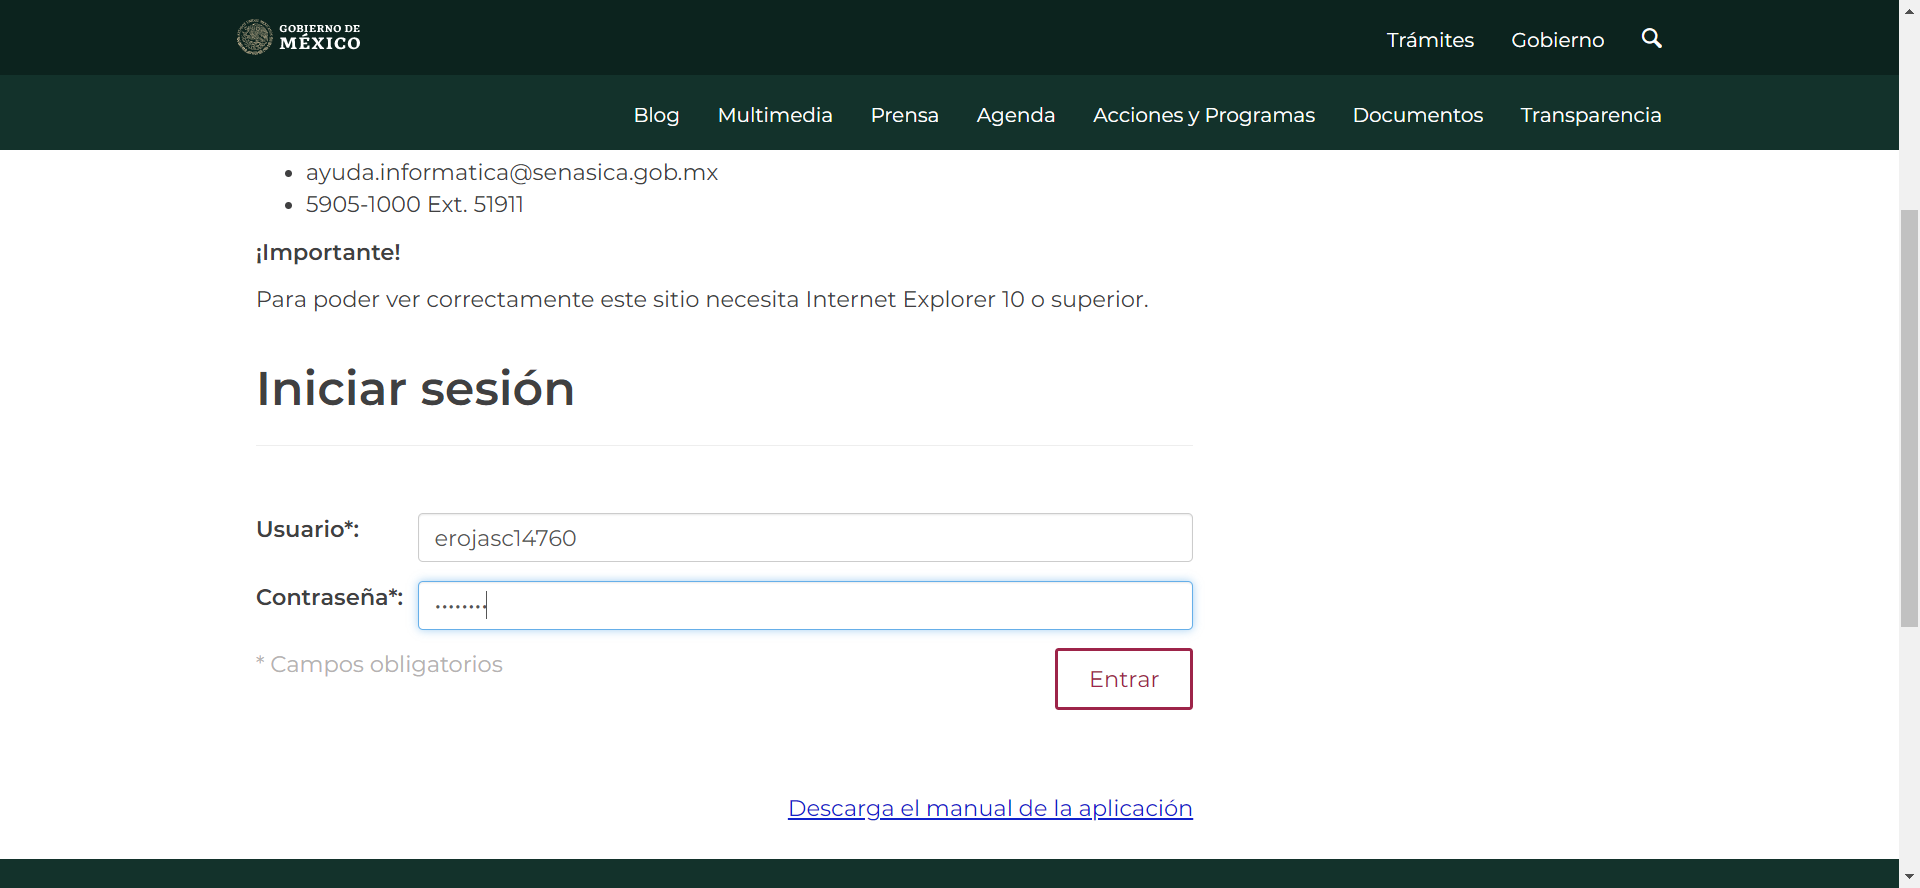 GOBIERNO DE
MÉXICO
Trámites Gobierno
Blog Multimedia Prensa Agenda Acciones y Programas Documentos Transparencia
• ayuda.informatica@senasica.gob.mx
• 5905-1000 Ext. 51911
¡Importante!
Para poder ver correctamente este sitio necesita Internet Explorer 10 o superior.
Iniciar sesión
Usuario*: erojasc14760
Contraseña*: ••••••••
* Campos obligatorios
Entrar
Descarga el manual de la aplicación